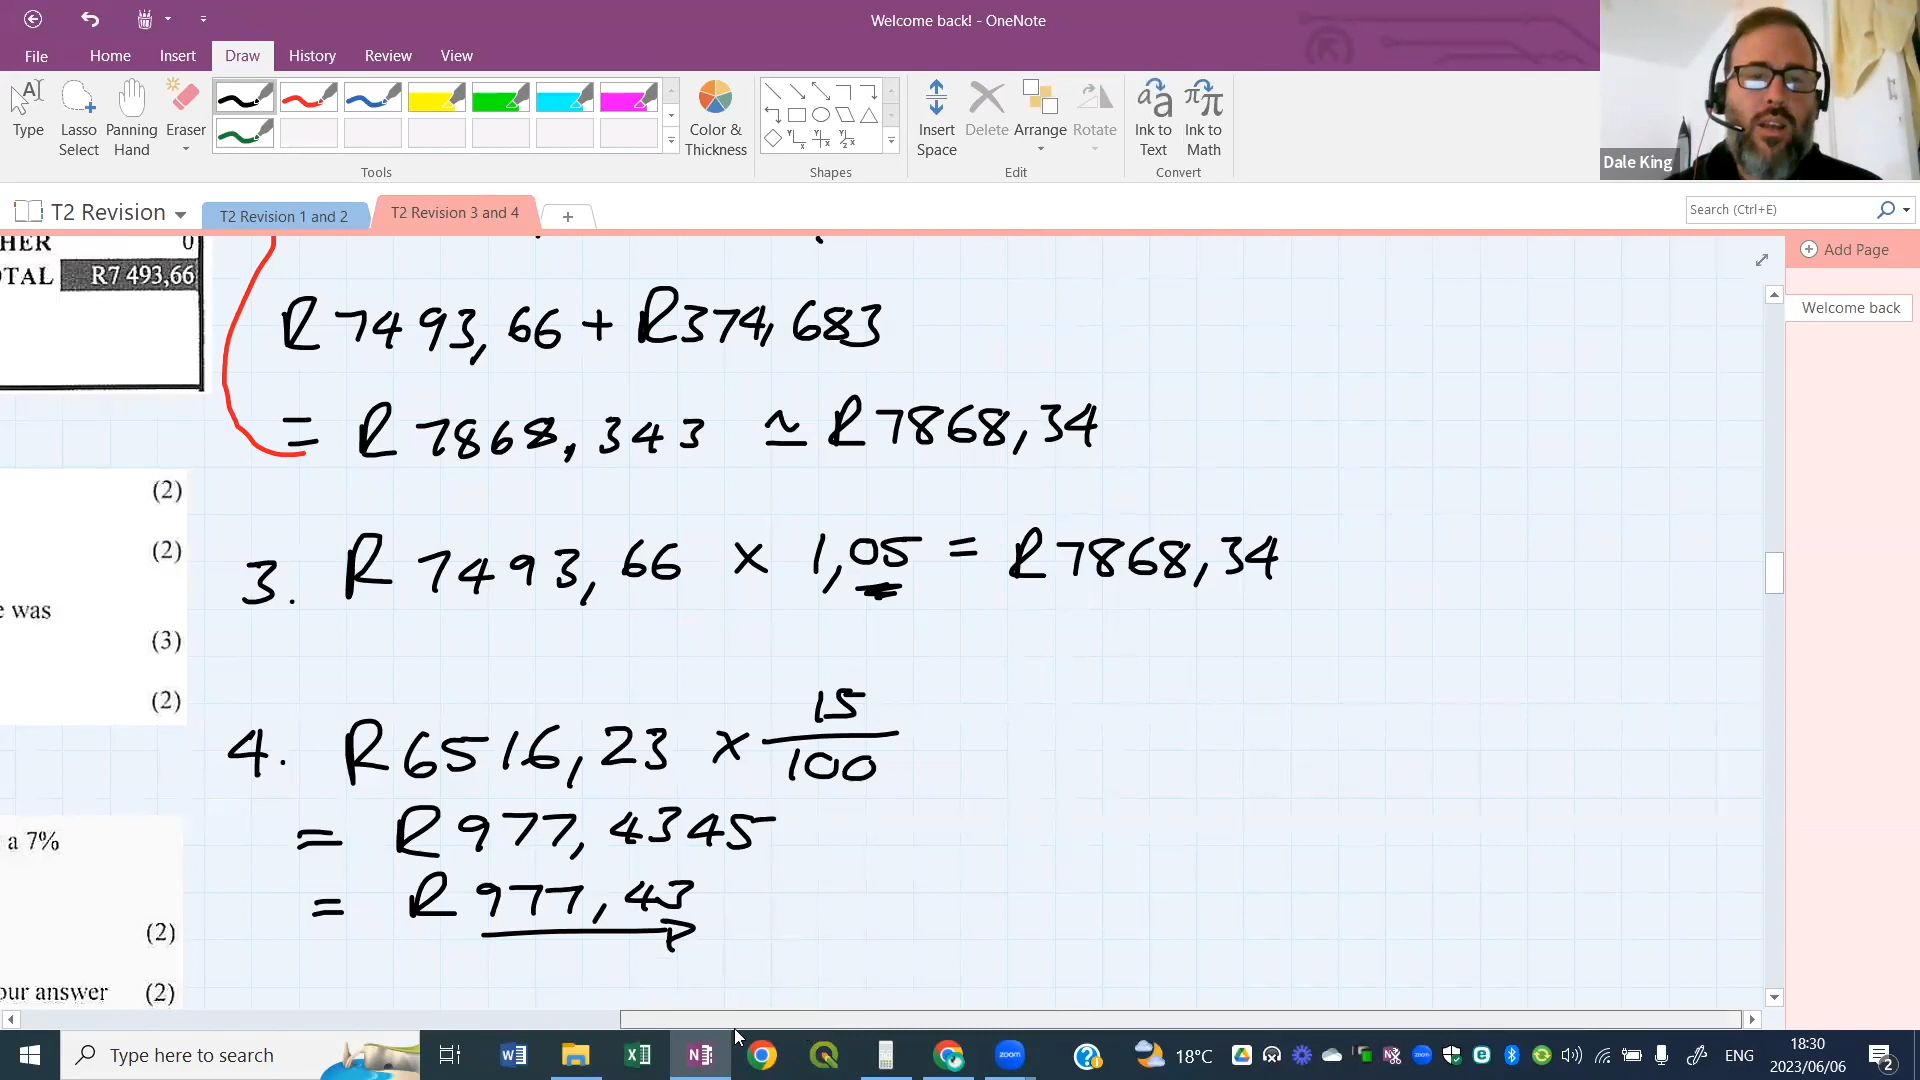 Welcome back! - OneNote
File Home Insert Draw History Review View
Type
Lasso Select
Panning Hand
Eraser
Color & Thickness
Insert Space
Delete
Arrange
Rotate
Ink to Text
Ink to Math
Tools
Shapes
Edit
Convert
Dale King
T2 Revision
T2 Revision 1 and 2
T2 Revision 3 and 4
Search (Ctrl+E)
Add Page
Welcome back
HER 0
OTAL R7 493,66
R7493,66 + R374,683
= R7868,343 ≃ R7868,34
(2)
(2)
3. R7493,66 × 1,05 = R7868,34
e was
(3)
(2)
4. R6516,23 × 15/100
= R977,4345
a 7%
= R977,43
(2)
our answer (2)
Type here to search
zoom
18°C
ENG
18:30
2023/06/06
2